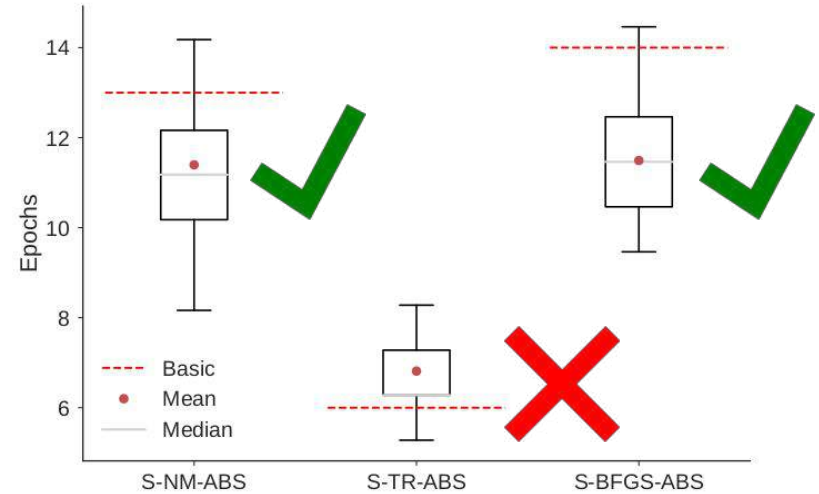 14
12
10
8
6
Epochs
Basic
Mean
Median
S-NM-ABS
S-TR-ABS
S-BFGS-ABS